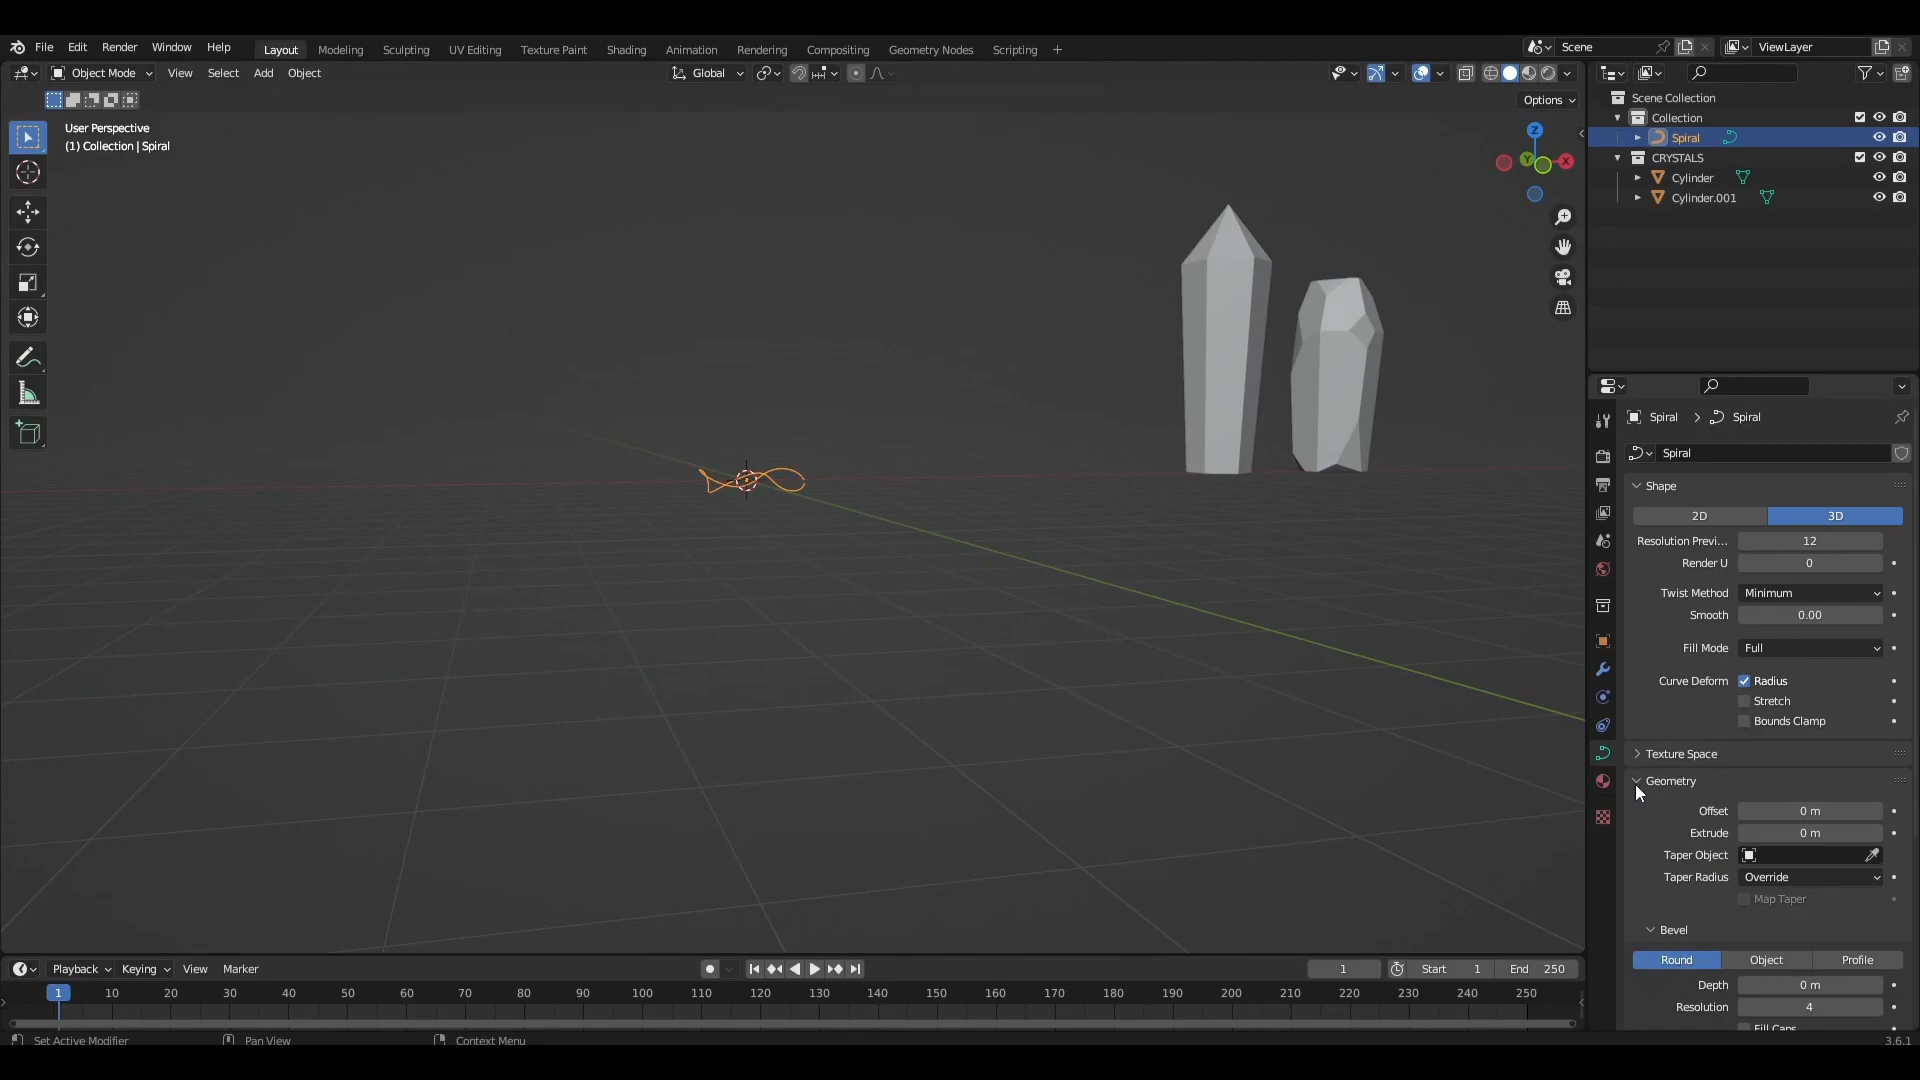 File Edit Render Window Help Layout Modeling Sculpting UV Editing Texture Paint Shading Animation Rendering Compositing Geometry Nodes Scripting + Scene ViewLayer
Object Mode View Select Add Object Global
Options
User Perspective
(1) Collection | Spiral
Z
Y
X
Scene Collection
Collection
Spiral
CRYSTALS
Cylinder
Cylinder.001
Spiral > Spiral
Spiral
Shape
2D 3D
Resolution Previ... 12
Render U 0
Twist Method Minimum
Smooth 0.00
Fill Mode Full
Curve Deform Radius
Stretch
Bounds Clamp
Texture Space
Geometry
Offset 0 m
Extrude 0 m
Taper Object
Taper Radius Override
Map Taper
Bevel
Round Object Profile
Depth 0 m
Resolution 4
Fill Caps
Playback Keying View Marker 1 Start 1 End 250
1 10 20 30 40 50 60 70 80 90 100 110 120 130 140 150 160 170 180 190 200 210 220 230 240 250
Set Active Modifier Pan View Context Menu 3.6.1